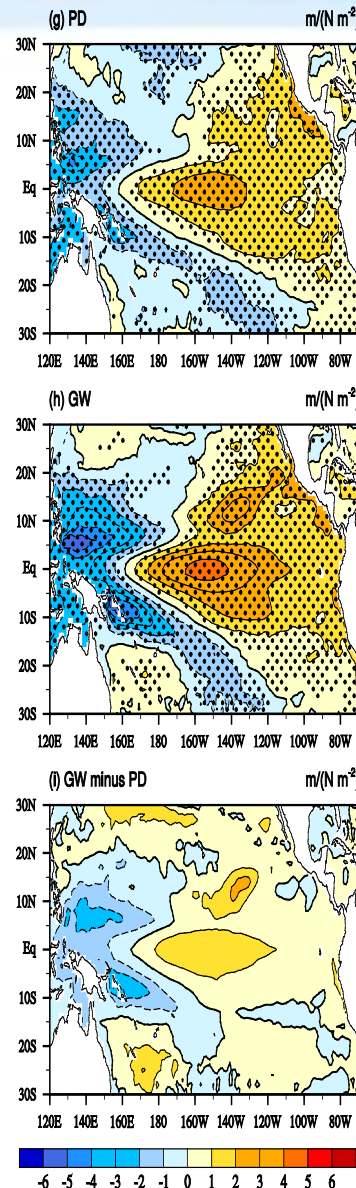 (g) PD m/(N m⁻²)
30N
20N
10N
Eq
10S
20S
30S
120E 140E 160E 180 160W 140W 120W 100W 80W
(h) GW m/(N m⁻²)
30N
20N
10N
Eq
10S
20S
30S
120E 140E 160E 180 160W 140W 120W 100W 80W
(i) GW minus PD m/(N m⁻²)
30N
20N
10N
Eq
10S
20S
30S
120E 140E 160E 180 160W 140W 120W 100W 80W
-6 -5 -4 -3 -2 -1 0 1 2 3 4 5 6